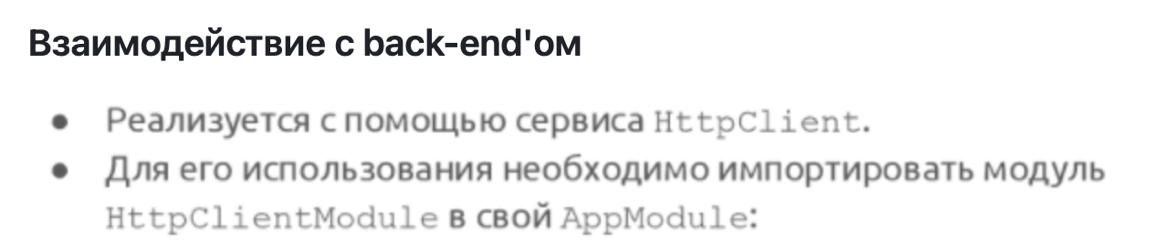 Взаимодействие с back-end'ом
● Реализуется с помощью сервиса HttpClient.
● Для его использования необходимо импортировать модуль
HttpClientModule в свой AppModule: